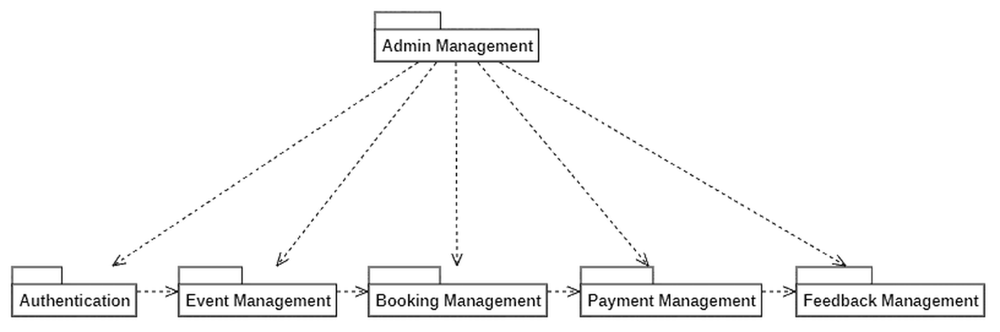 Admin Management
Authentication
Event Management
Booking Management
Payment Management
Feedback Management